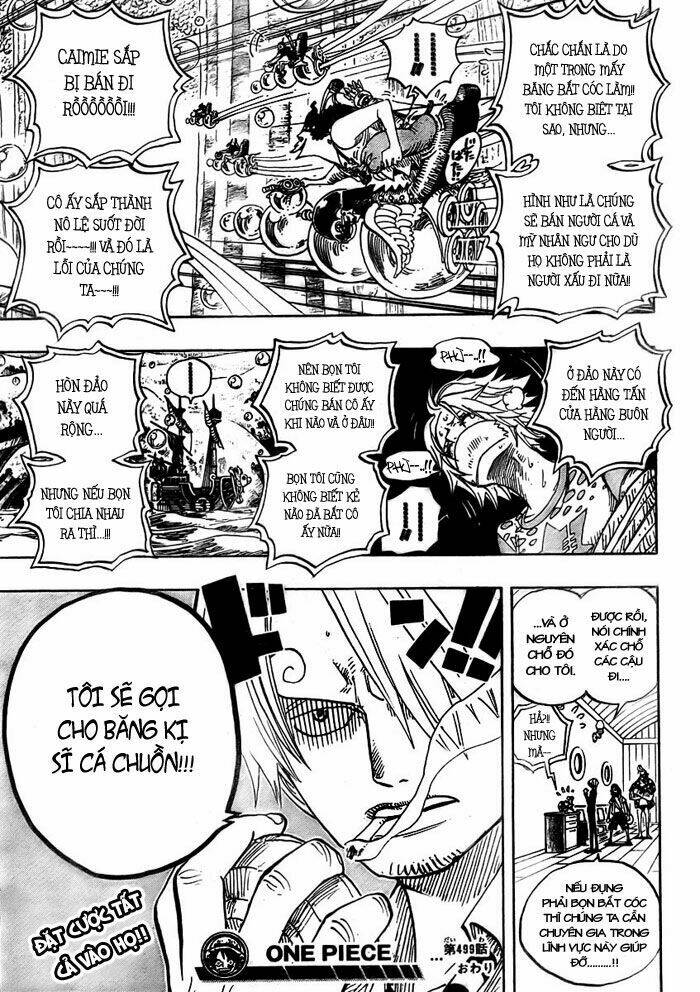 CHẮC CHẮN LÀ DO
MỘT TRONG MẤY
BĂNG BẮT CÓC LÂM!!
TÔI KHÔNG BIẾT TẠI
SAO, NHƯNG...
HÌNH NHƯ LÀ CHÚNG
SẼ BÁN NGƯỜI CÁ VÀ
MỸ NHÂN NGƯ CHO DÙ
HỌ KHÔNG PHẢI LÀ
NGƯỜI XẤU ĐI NỮA!!
CAIMIE SẮP
BỊ BÁN ĐI
RỒỒỒỒỒỒI!!!
CÔ ẤY SẮP THÀNH
NÔ LỆ SUỐT ĐỜI
RỒI~~~~!!! VÀ ĐÓ LÀ
LỖI CỦA CHÚNG
TA~~~!!!
Ở ĐẢO NÀY CÓ
ĐẾN HÀNG TẤN
CỬA HÀNG BUÔN
NGƯỜI...
PHÙ--..!!
PHÙ--..!!
NÊN BỌN TÔI
KHÔNG BIẾT ĐƯỢC
CHÚNG BÁN CÔ ẤY
KHI NÀO VÀ Ở ĐÂU!!
BỌN TÔI CŨNG
KHÔNG BIẾT KẺ
NÀO ĐÃ BẮT CÓC CÔ
ẤY NỮA!!
HÒN ĐẢO
NÀY QUÁ
RỘNG...
NHƯNG NẾU BỌN
TÔI CHIA NHAU
RA THÌ...!!!
ĐƯỢC RỒI,
NÓI CHÍNH
XÁC CHỖ
CÁC CẬU
ĐI....
...VÀ Ở
NGUYÊN
CHỖ ĐÓ
CHO TÔI.
HẢ?!!
NHƯNG
MÀ--
NẾU ĐỤNG
PHẢI BỌN BẮT CÓC
THÌ CHÚNG TA CẦN
CHUYÊN GIA TRONG
LĨNH VỰC NÀY GIÚP
ĐỠ.........!!
TÔI SẼ GỌI
CHO BĂNG KỊ
SĨ CÁ CHUỒN!!!
ĐẶT CƯỢC TẤT
CẢ VÀO HỌ!!
ONE PIECE
... 第499話
おわり